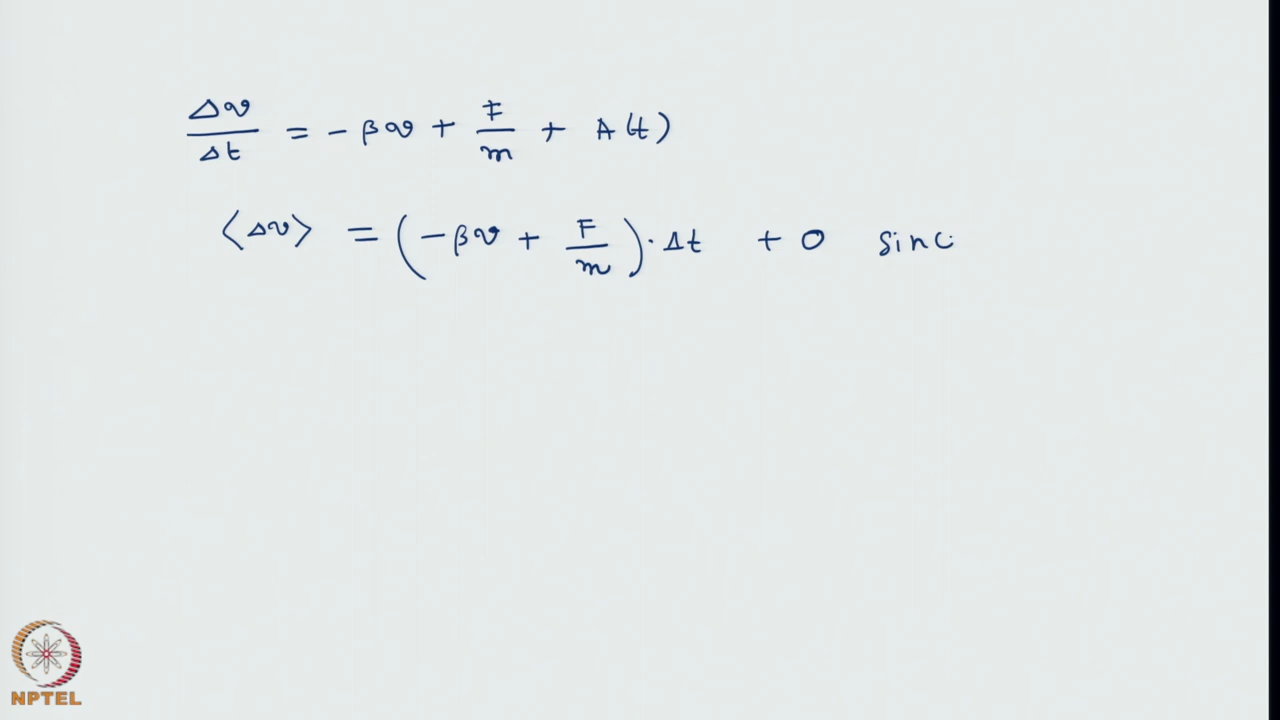 Δv/Δt = - βv + F/m + A(t)
⟨Δv⟩ = (- βv + F/m) · Δt + 0 sinc
NPTEL